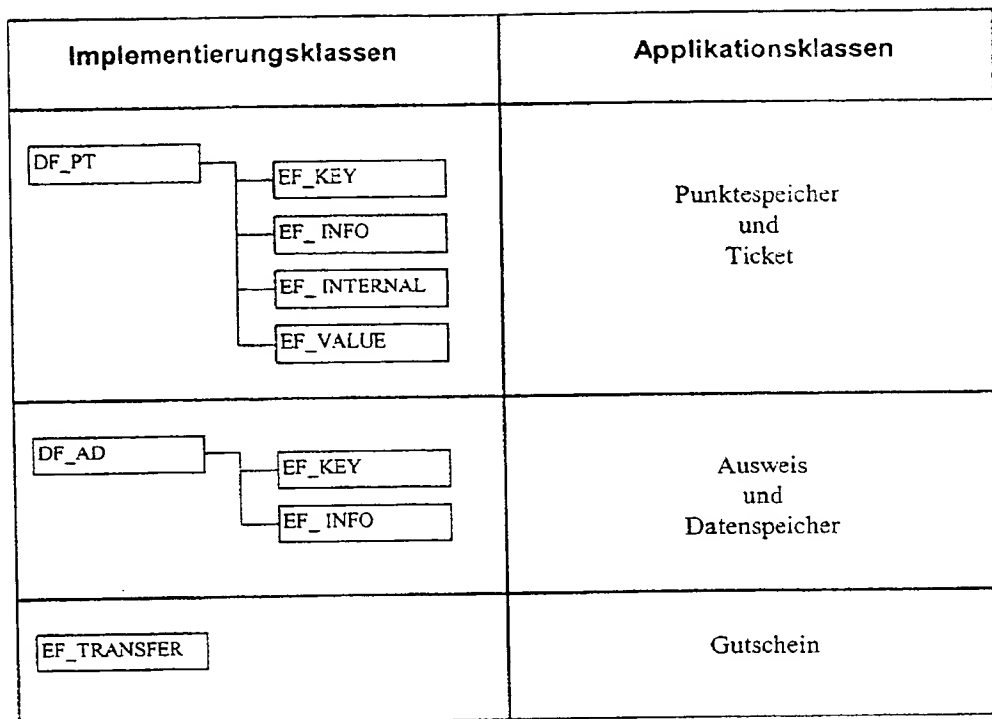 Implementierungsklassen
Applikationsklassen
DF_PT
EF_KEY
EF_ INFO
EF_ INTERNAL
EF_VALUE
Punktespeicher
und
Ticket
DF_AD
EF_KEY
EF_ INFO
Ausweis
und
Datenspeicher
EF_TRANSFER
Gutschein